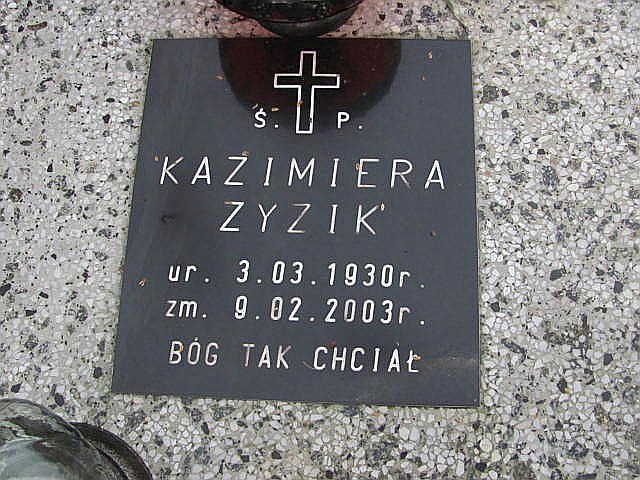 Ś. P.
KAZIMIERA
ZYZIK
ur. 3.03.1930r.
zm. 9.02.2003r.
BÓG TAK CHCIAŁ